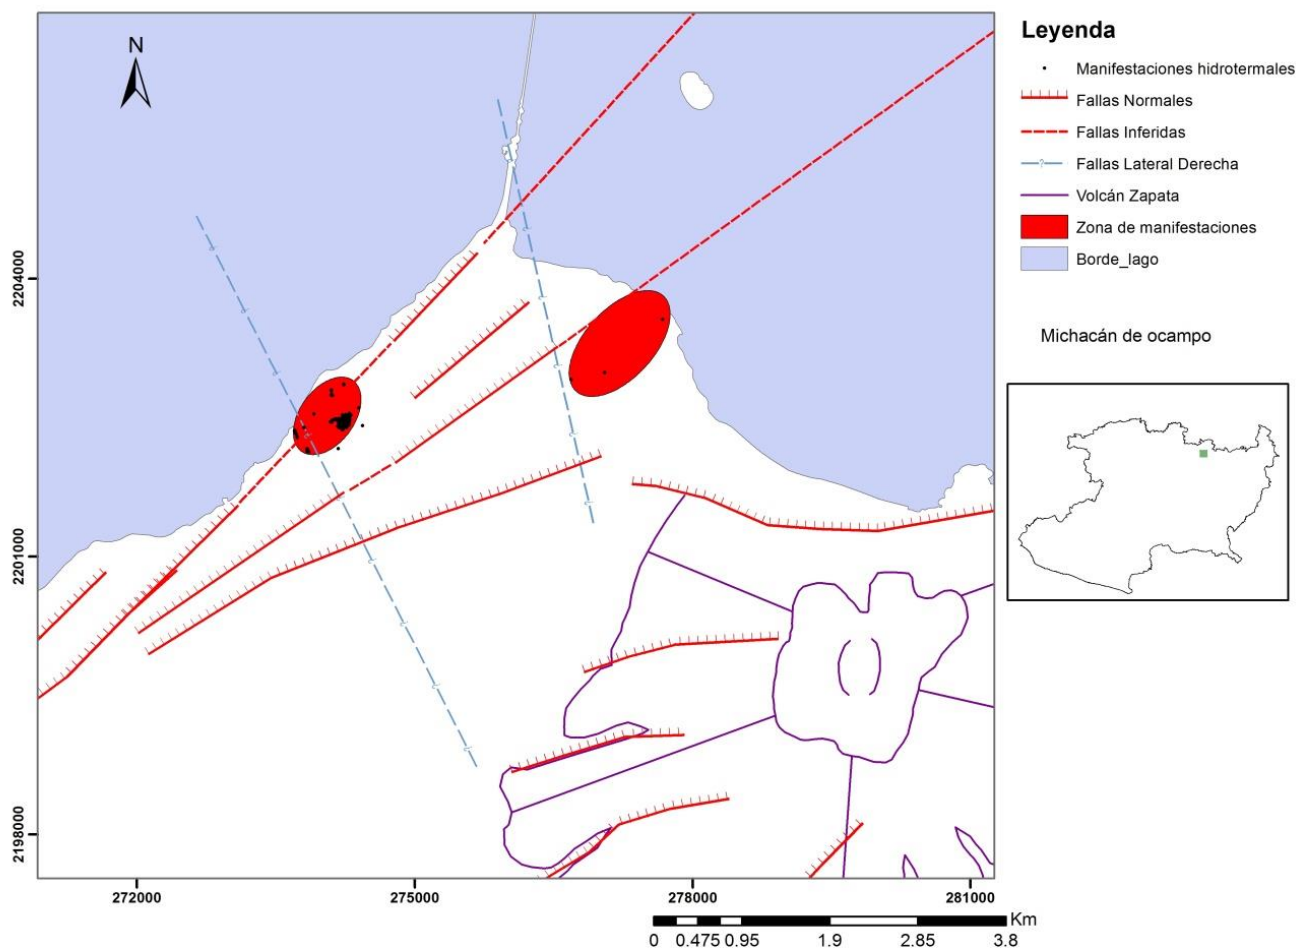 N
Leyenda
Manifestaciones hidrotermales
Fallas Normales
Fallas Inferidas
Fallas Lateral Derecha
Volcán Zapata
Zona de manifestaciones
Borde_lago
Michacán de ocampo
2204000
2201000
2198000
272000
275000
278000
281000
Km
0 0.475 0.95 1.9 2.85 3.8